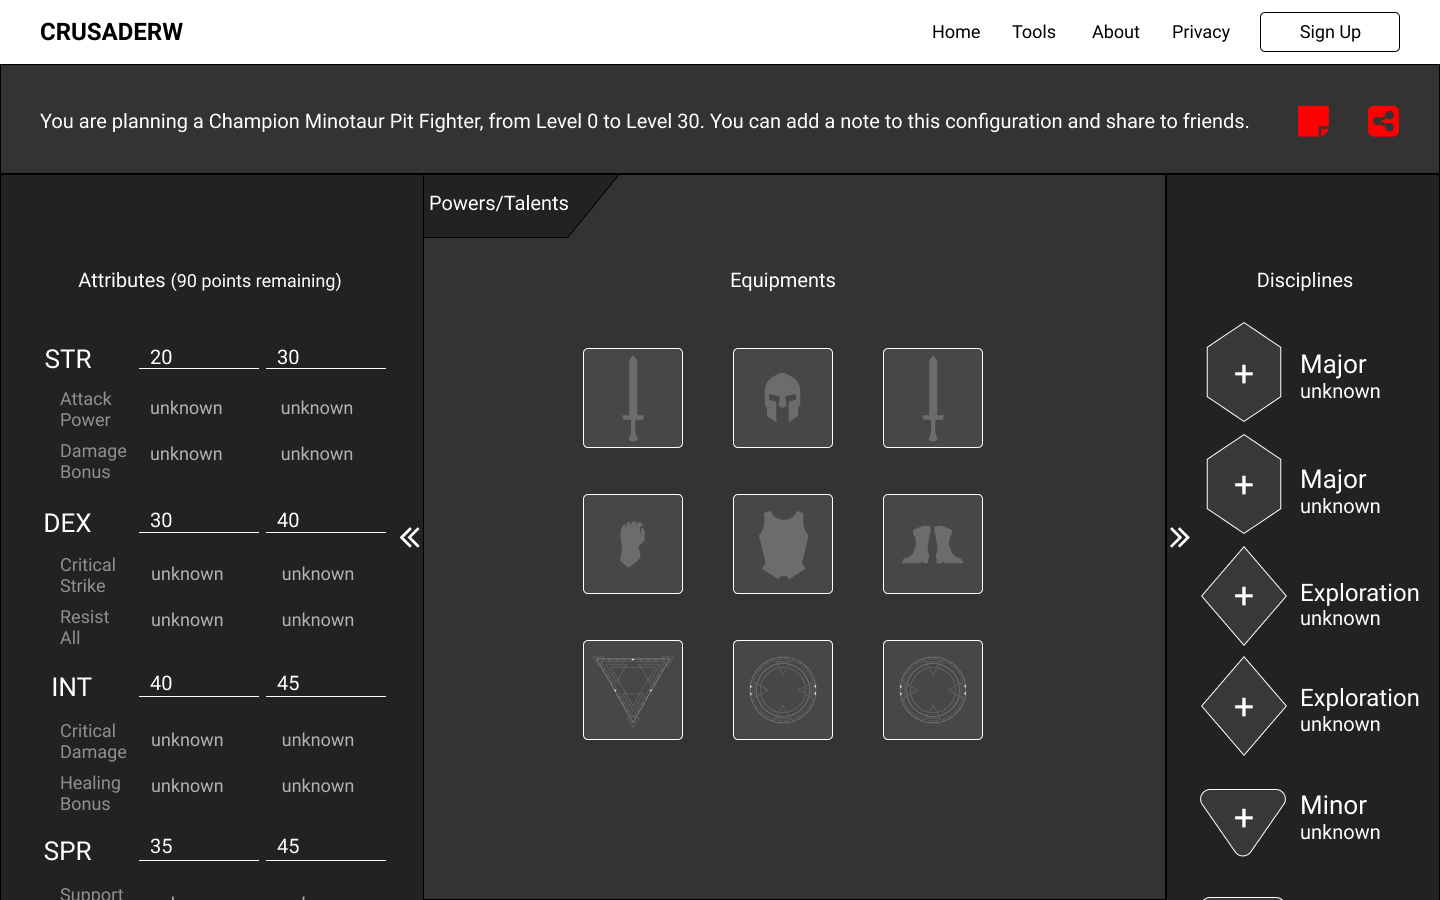 CRUSADERW
Home Tools About Privacy Sign Up
You are planning a Champion Minotaur Pit Fighter, from Level 0 to Level 30. You can add a note to this configuration and share to friends.
Powers/Talents
Attributes (90 points remaining)
STR 20 30
Attack
Power
unknown unknown
Damage
Bonus
unknown unknown
DEX 30 40
Critical
Strike
unknown unknown
Resist
All
unknown unknown
INT 40 45
Critical
Damage
unknown unknown
Healing
Bonus
unknown unknown
SPR 35 45
Support
Equipments
Disciplines
+ Major
unknown
+ Major
unknown
+ Exploration
unknown
+ Exploration
unknown
+ Minor
unknown